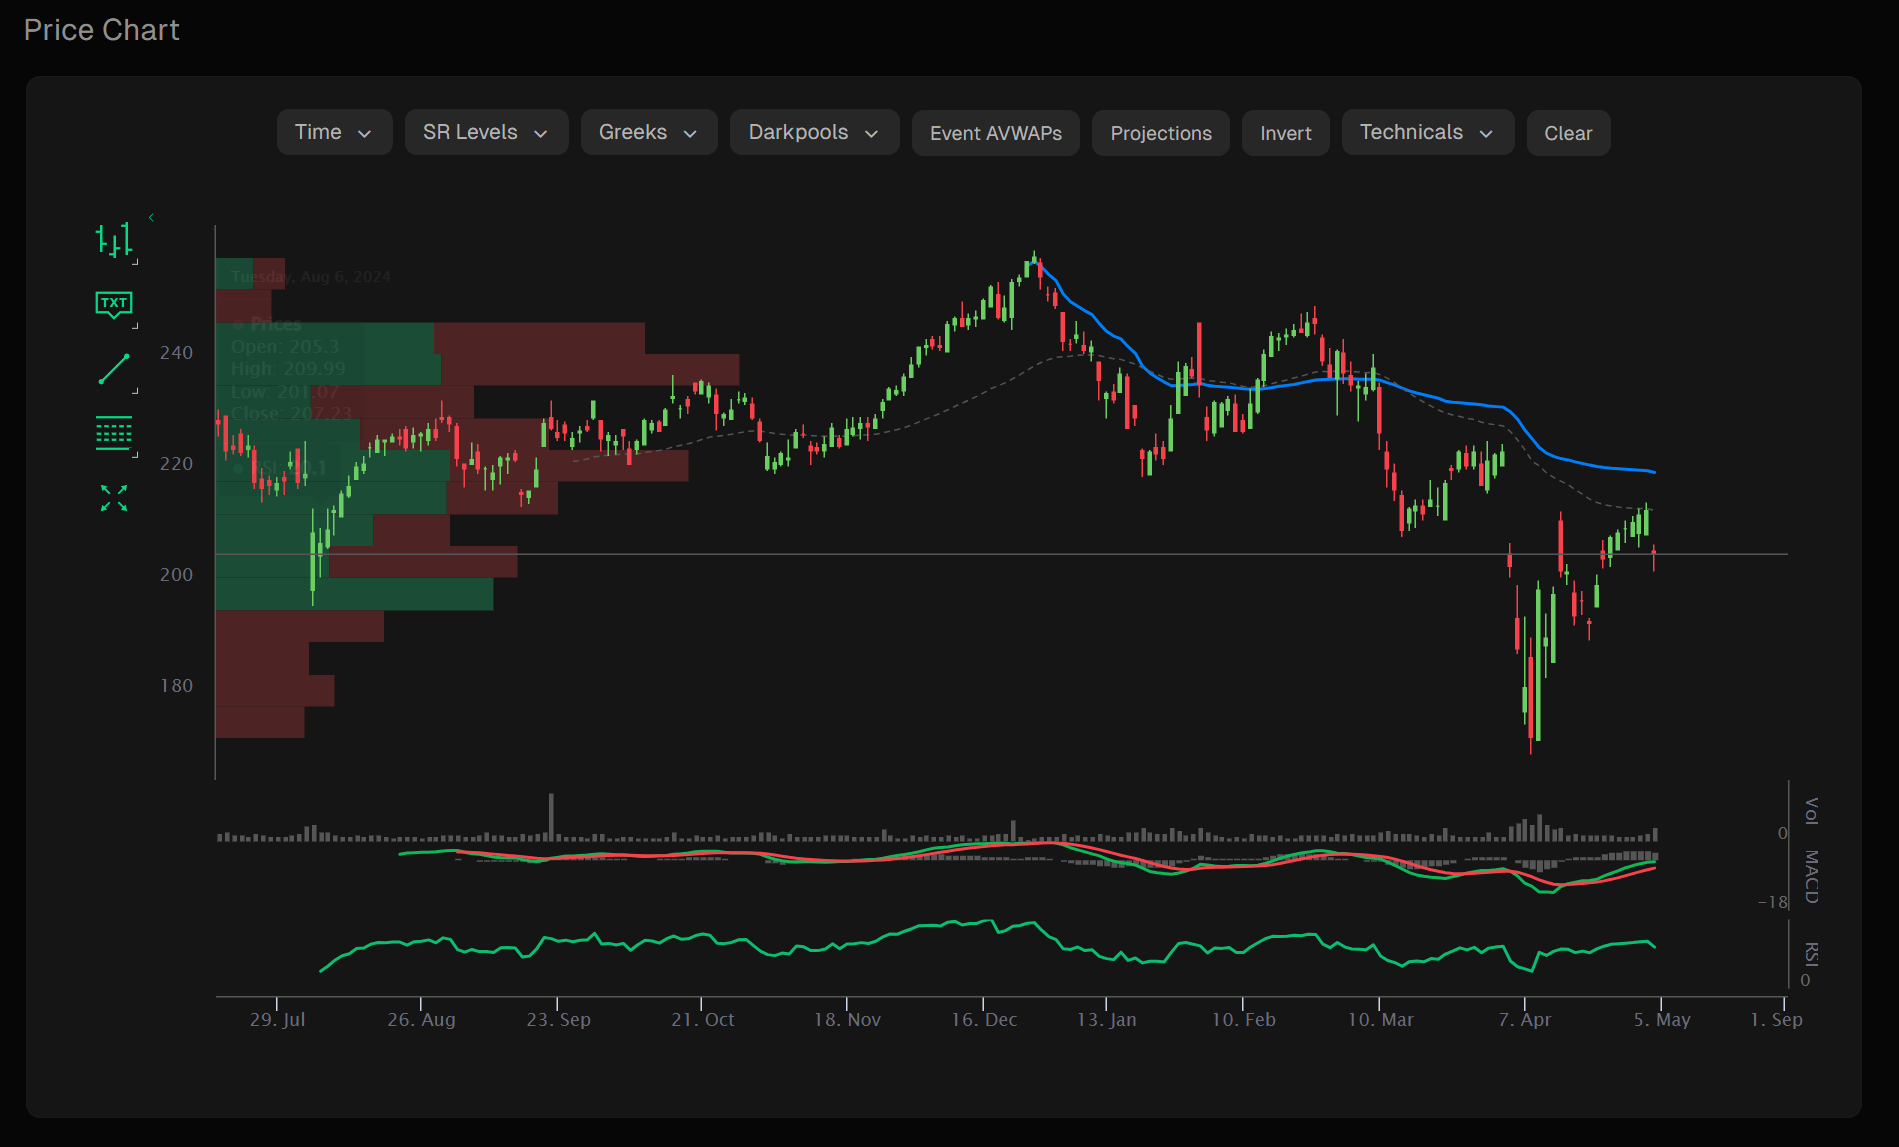 Price Chart
Time
SR Levels
Greeks
Darkpools
Event AVWAPs
Projections
Invert
Technicals
Clear
TXT
Tuesday, Aug 6, 2024
Prices
Open: 205.3
High: 209.99
Low: 201.07
Close: 207.23
240
220
200
180
Vol
0
MACD
-18
RSI
0
29. Jul
26. Aug
23. Sep
21. Oct
18. Nov
16. Dec
13. Jan
10. Feb
10. Mar
7. Apr
5. May
1. Sep